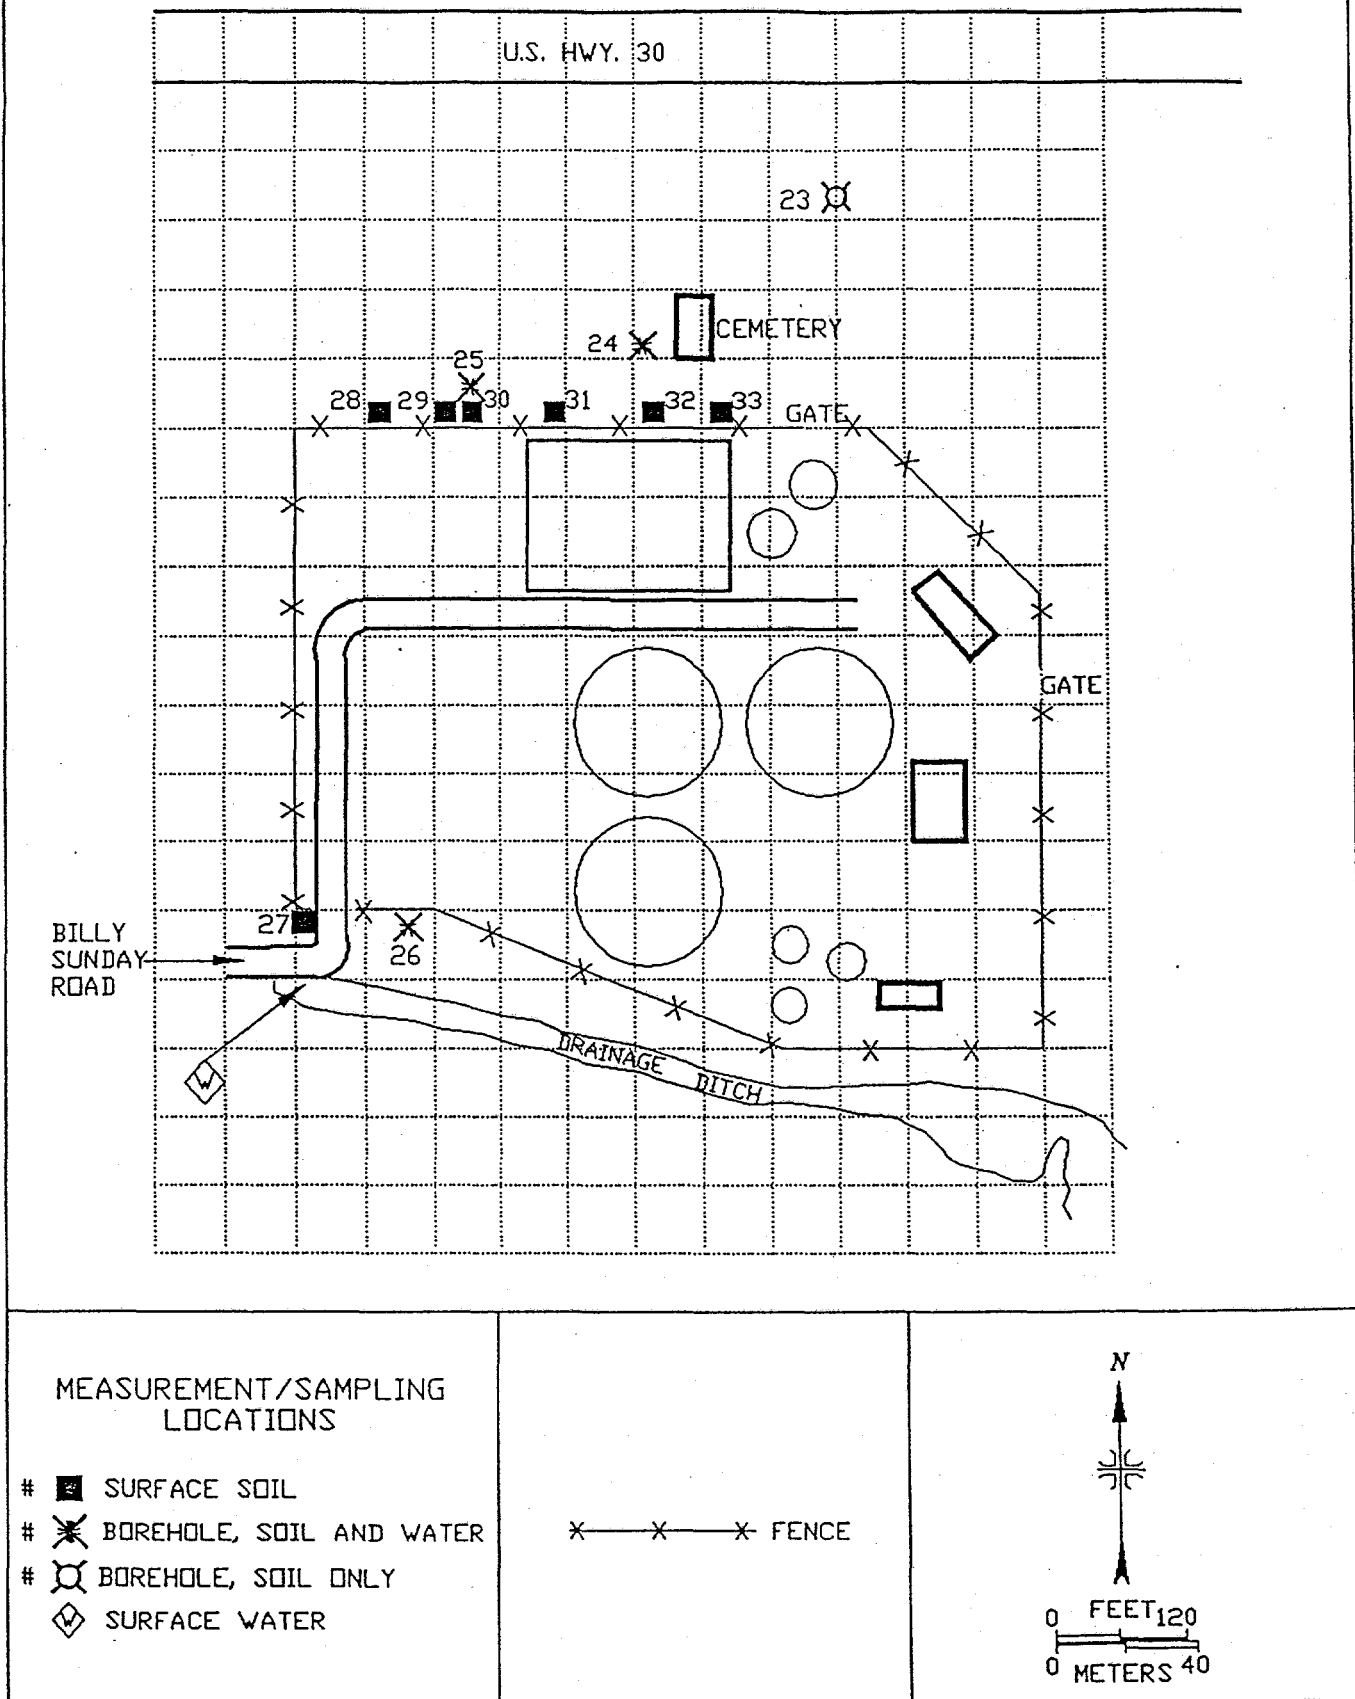 U.S. HWY. 30
23
CEMETERY
24
25
28
29
30
31
32
33
GATE
GATE
27
26
BILLY
SUNDAY
ROAD
DRAINAGE DITCH
W
MEASUREMENT/SAMPLING
LOCATIONS
# SURFACE SOIL
# BOREHOLE, SOIL AND WATER
# BOREHOLE, SOIL ONLY
W SURFACE WATER
FENCE
N
0 FEET 120
0 METERS 40